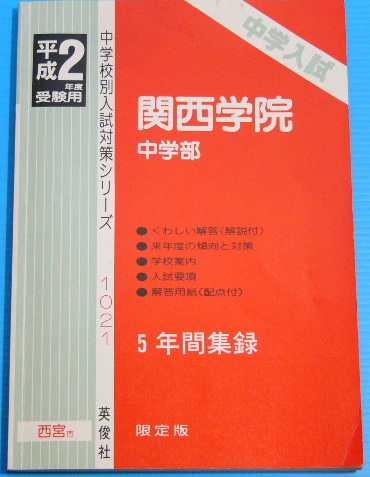 平成2年度受験用
中学校別入試対策シリーズ
1021
英俊社
西宮市
中学入試
関西学院
中学部
●くわしい解答(解説付)
●来年度の傾向と対策
●学校案内
●入試要項
●解答用紙(配点付)
5年間集録
限定版